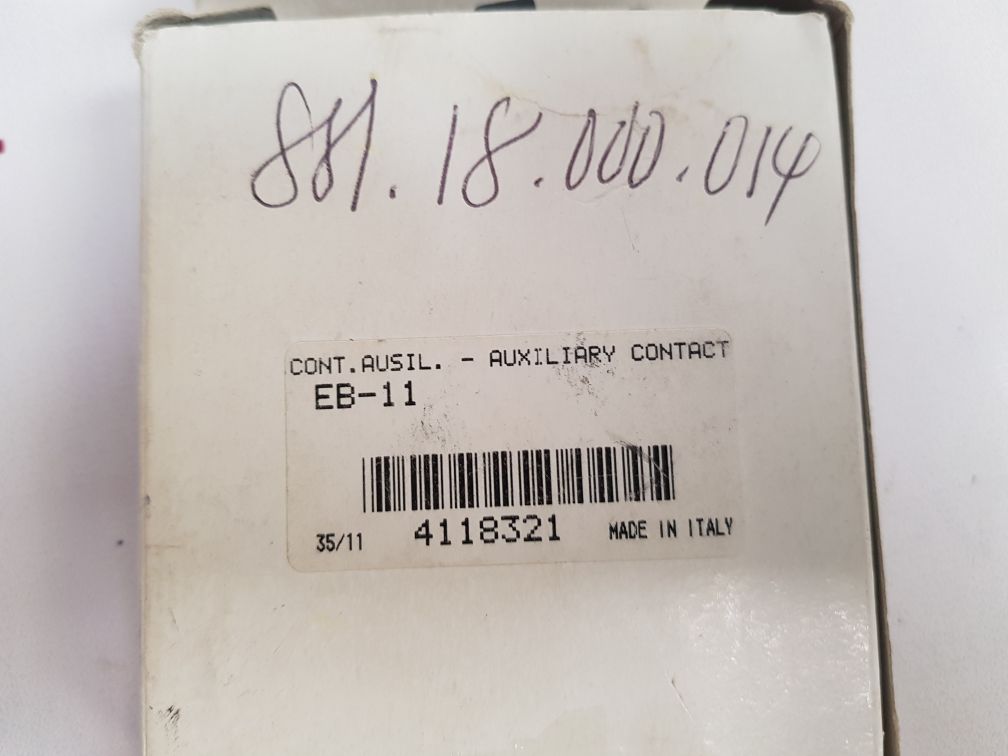 881.18.000.014
CONT.AUSIL. - AUXILIARY CONTACT
EB-11
35/11 4118321 MADE IN ITALY